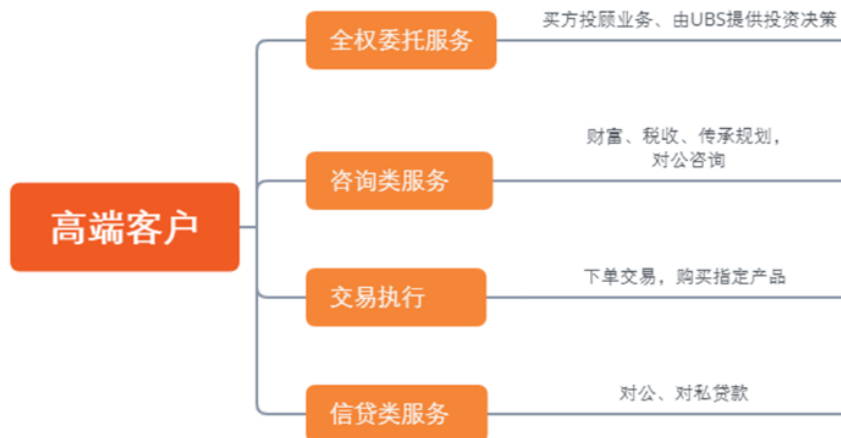 买方投顾业务、由UBS提供投资决策
全权委托服务
财富、税收、传承规划，
对公咨询
咨询类服务
高端客户
下单交易，购买指定产品
交易执行
对公、对私贷款
信贷类服务